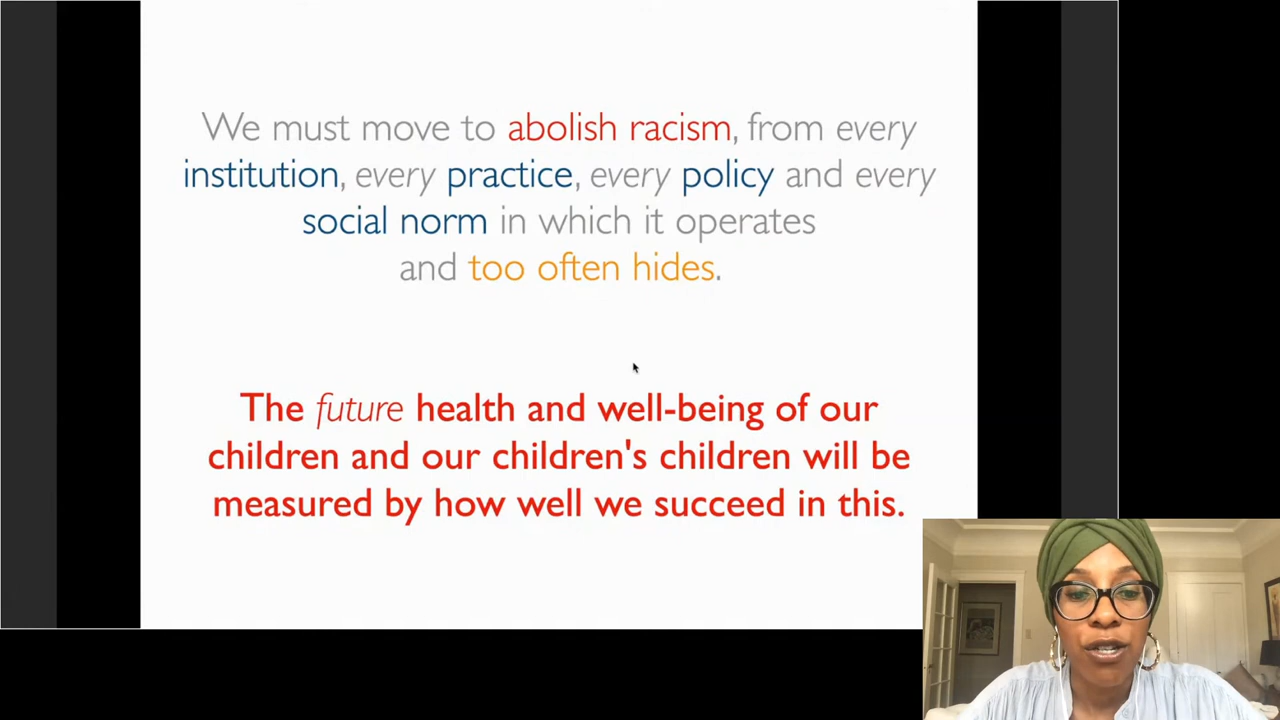 We must move to abolish racism, from every
institution, every practice, every policy and every
social norm in which it operates
and too often hides.
The future health and well-being of our
children and our children's children will be
measured by how well we succeed in this.